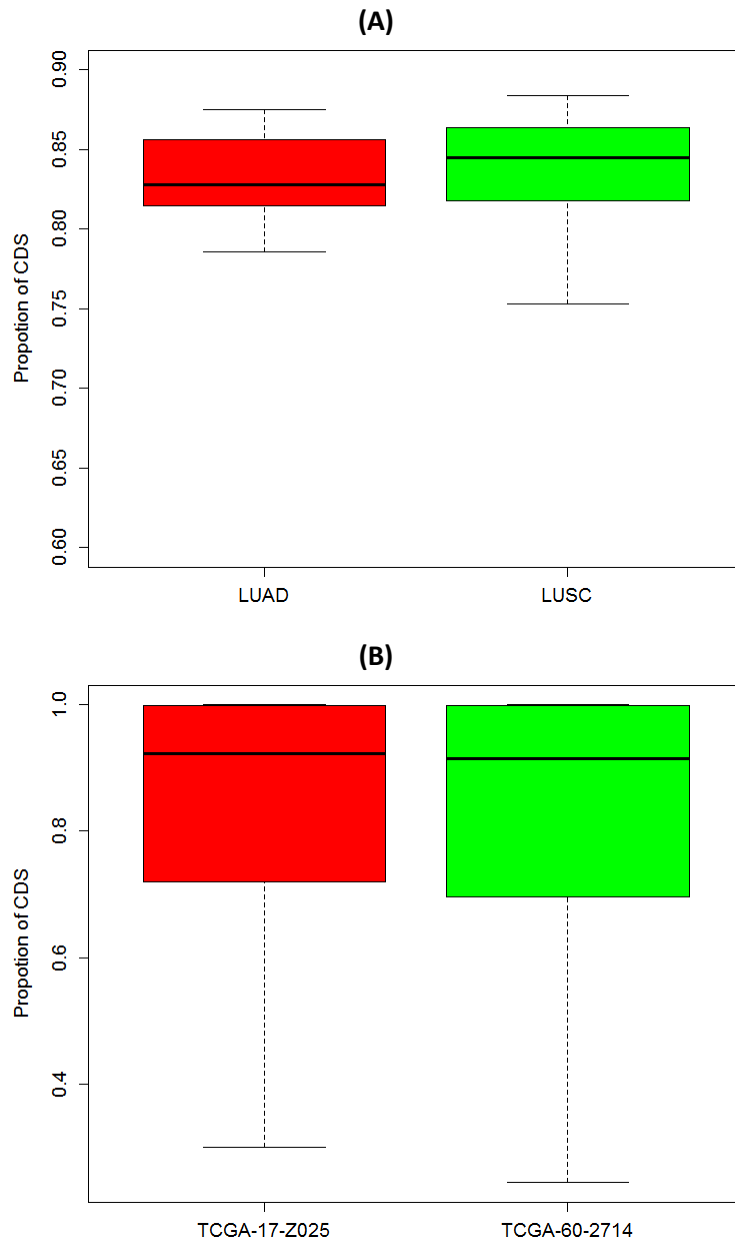 (A)
Propotion of CDS
0.90
0.85
0.80
0.75
0.70
0.65
0.60
LUAD
LUSC
(B)
Propotion of CDS
1.0
0.8
0.6
0.4
TCGA-17-Z025
TCGA-60-2714